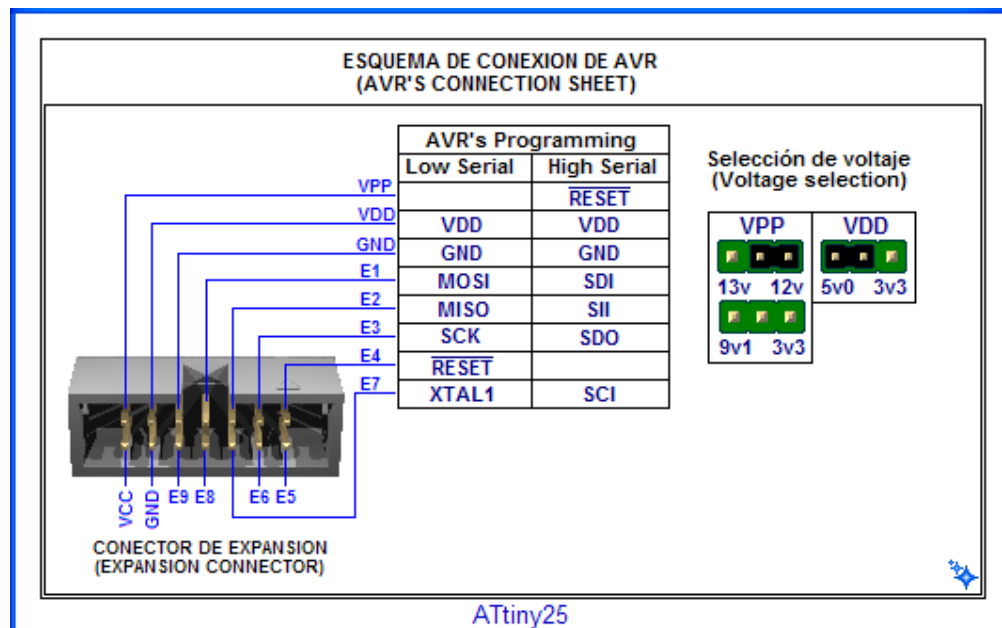 ESQUEMA DE CONEXION DE AVR
(AVR'S CONNECTION SHEET)
AVR's Programming
Low Serial High Serial
VPP RESET
VDD VDD VDD
GND GND GND
E1 MOSI SDI
E2 MISO SII
E3 SCK SDO
E4 RESET
E7 XTAL1 SCI
Selección de voltaje
(Voltage selection)
VPP VDD
13v 12v 5v0 3v3
9v1 3v3
VCC GND E9 E8 E6 E5
CONECTOR DE EXPANSION
(EXPANSION CONNECTOR)
ATtiny25